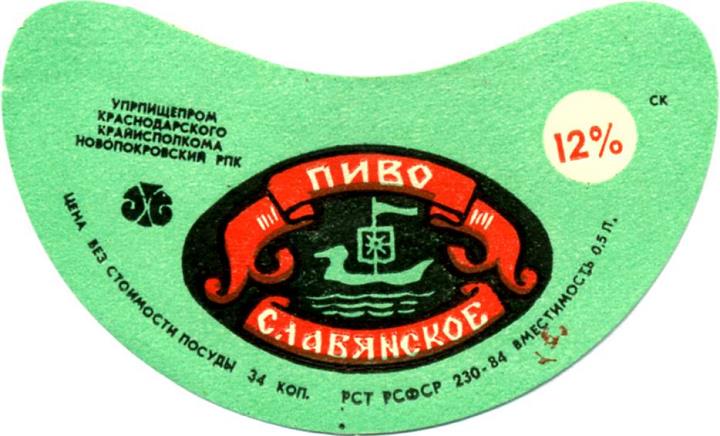 УПРПИЩЕПРОМ
КРАСНОДАРСКОГО
КРАЙИСПОЛКОМА
НОВОПОКРОВСКИЙ РПК
СК
12%
ПИВО
СЛАВЯНСКОЕ
ЦЕНА БЕЗ СТОИМОСТИ ПОСУДЫ 34 КОП. РСТ РСФСР 230-84 ВМЕСТИМОСТЬ 0,5 Л.